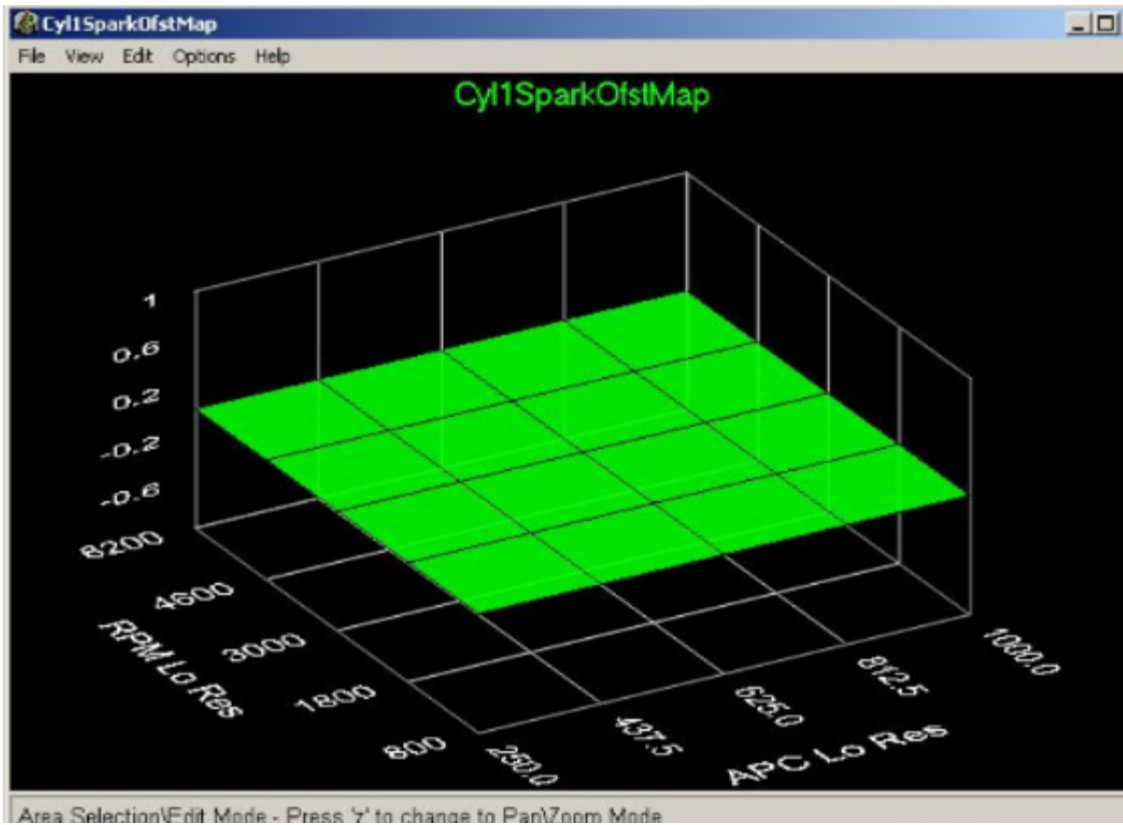 Cyl1SparkOfstMap
File View Edit Options Help
Cyl1SparkOfstMap
1
0.6
0.2
-0.2
-0.6
8200
4600
3000
1800
800
RPM Lo Res
250.0
437.5
625.0
812.5
1000.0
APC Lo Res
Area Selection\Edit Mode - Press 'z' to change to Pan\Zoom Mode